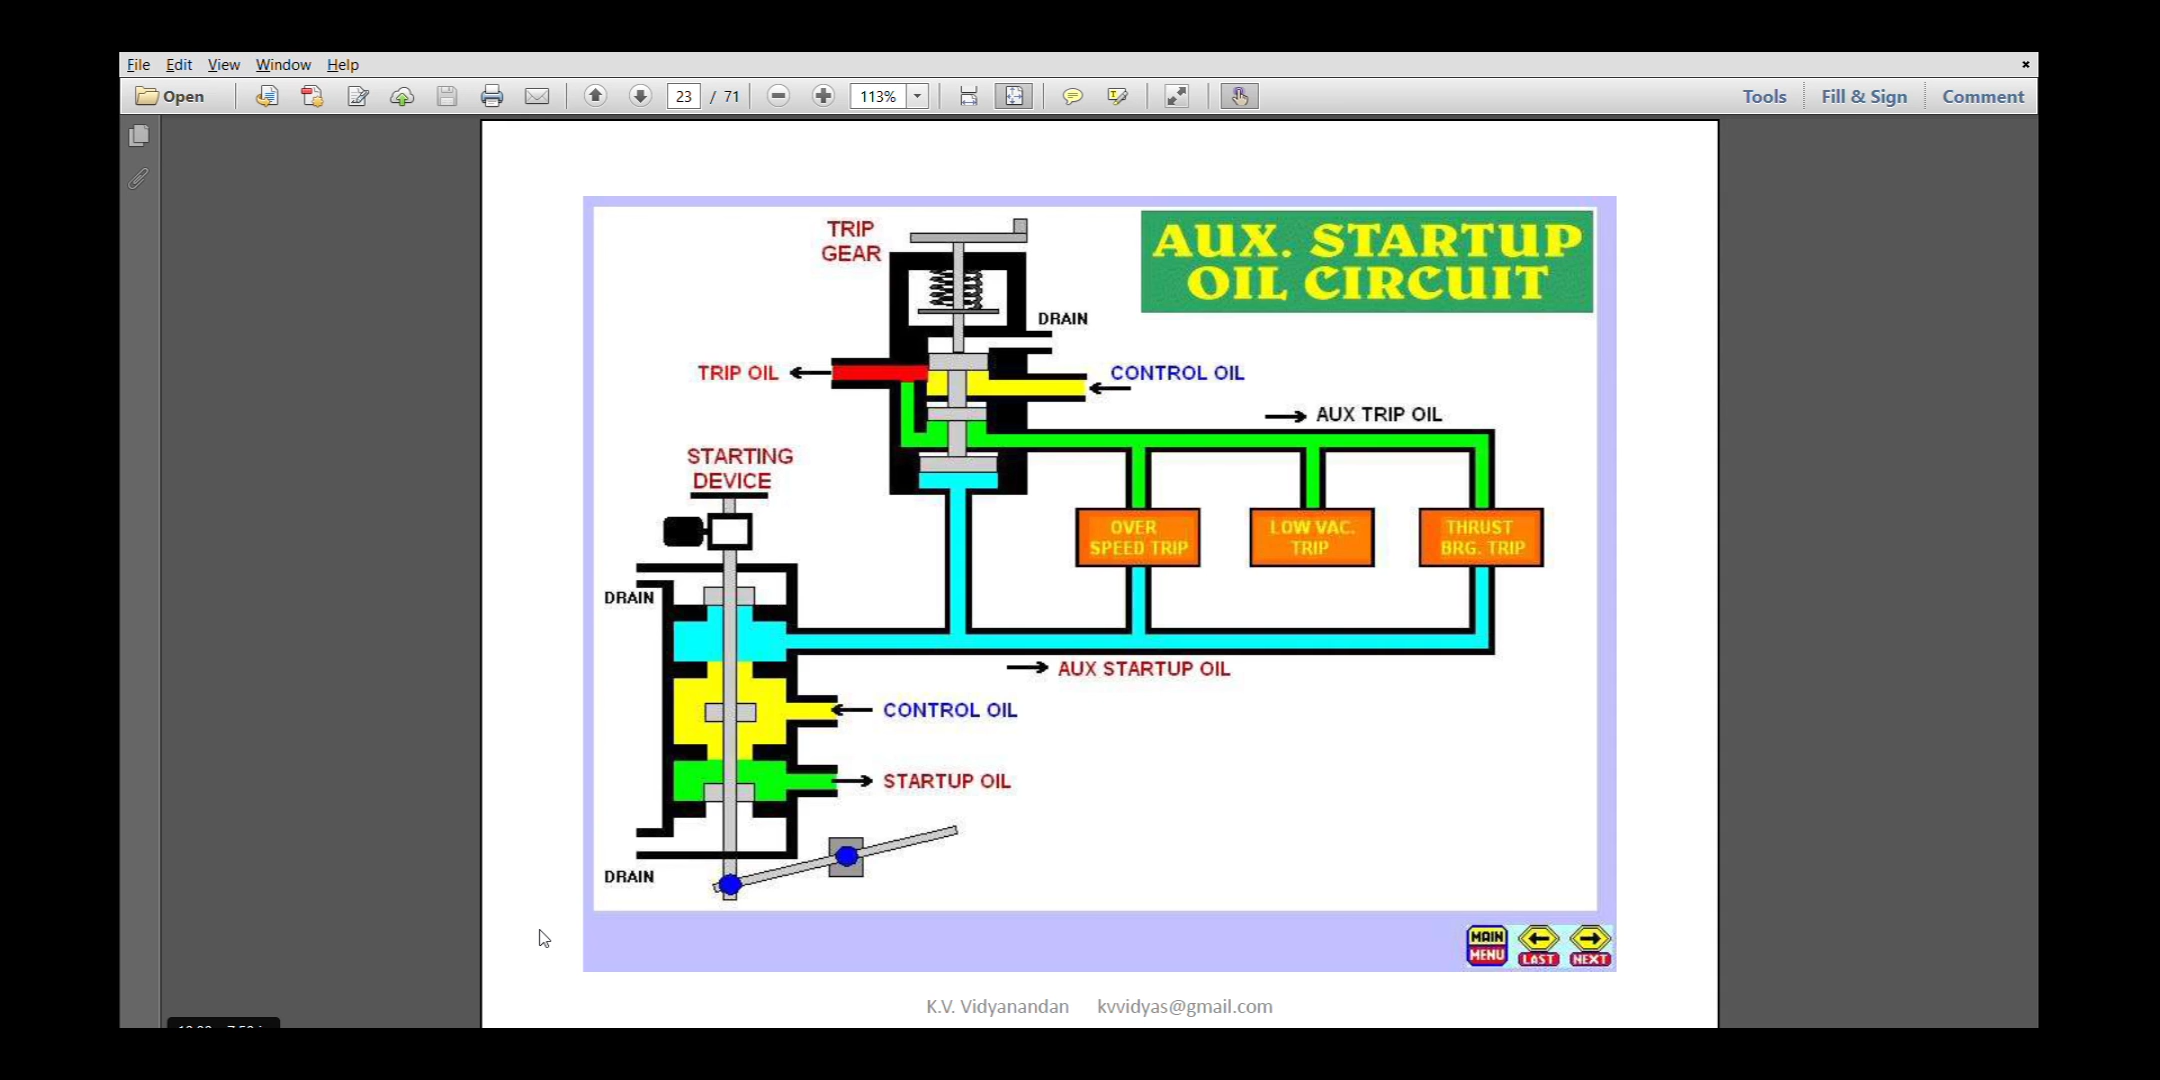 File Edit View Window Help
Open 23 / 71 113% Tools Fill & Sign Comment
AUX. STARTUP
OIL CIRCUIT
TRIP
GEAR
DRAIN
TRIP OIL
CONTROL OIL
AUX TRIP OIL
STARTING
DEVICE
OVER
SPEED TRIP
LOW VAC.
TRIP
THRUST
BRG. TRIP
DRAIN
AUX STARTUP OIL
CONTROL OIL
STARTUP OIL
DRAIN
MAIN
MENU
LAST
NEXT
K.V. Vidyanandan kvvidyas@gmail.com